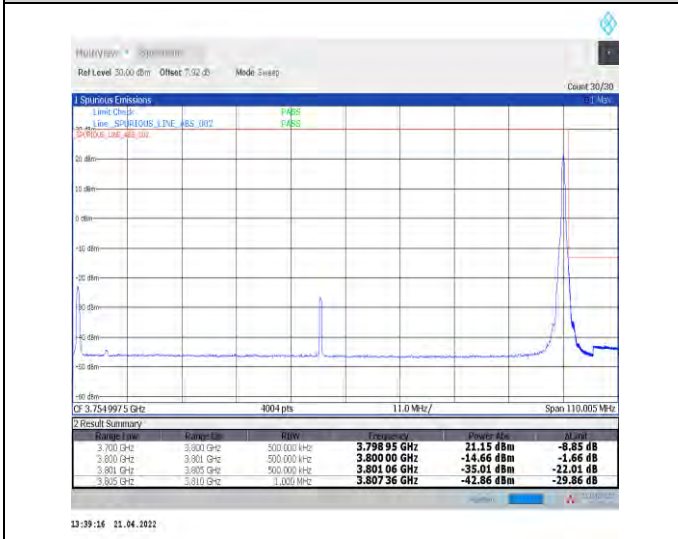 MultiView Spectrum
Ref Level 30.00 dBm Offset 7.92 dB Mode Sweep
Count 30/30
1 Spurious Emissions
Limit Check PASS
Line _SPURIOUS_LINE_ABS_002 PASS
_SPURIOUS_LINE_ABS_002
20 dBm
10 dBm
0 dBm
-10 dBm
-20 dBm
-30 dBm
-40 dBm
-50 dBm
-60 dBm
CF 3.7549975 GHz 4004 pts 11.0 MHz/ Span 110.005 MHz
2 Result Summary
Range Low Range Up RBW Frequency Power Abs ΔLimit
3.700 GHz 3.800 GHz 500.000 kHz 3.798 95 GHz 21.15 dBm -8.85 dB
3.800 GHz 3.801 GHz 500.000 kHz 3.800 00 GHz -14.66 dBm -1.66 dB
3.801 GHz 3.805 GHz 500.000 kHz 3.801 06 GHz -35.01 dBm -22.01 dB
3.805 GHz 3.810 GHz 1.000 MHz 3.807 36 GHz -42.86 dBm -29.86 dB
13:39:16 21.04.2022